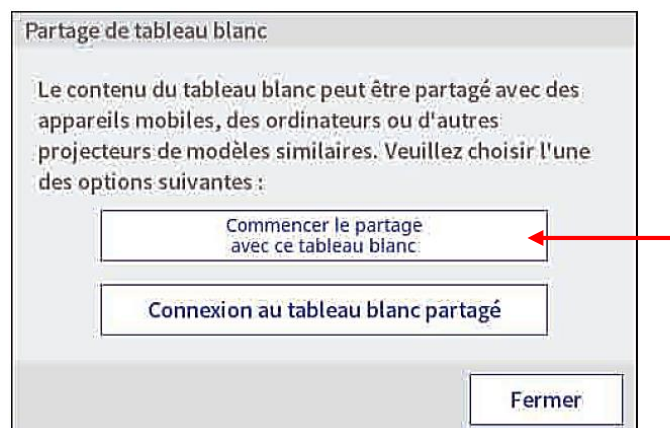 Partage de tableau blanc
Le contenu du tableau blanc peut être partagé avec des
appareils mobiles, des ordinateurs ou d'autres
projecteurs de modèles similaires. Veuillez choisir l'une
des options suivantes :
Commencer le partage
avec ce tableau blanc
Connexion au tableau blanc partagé
Fermer